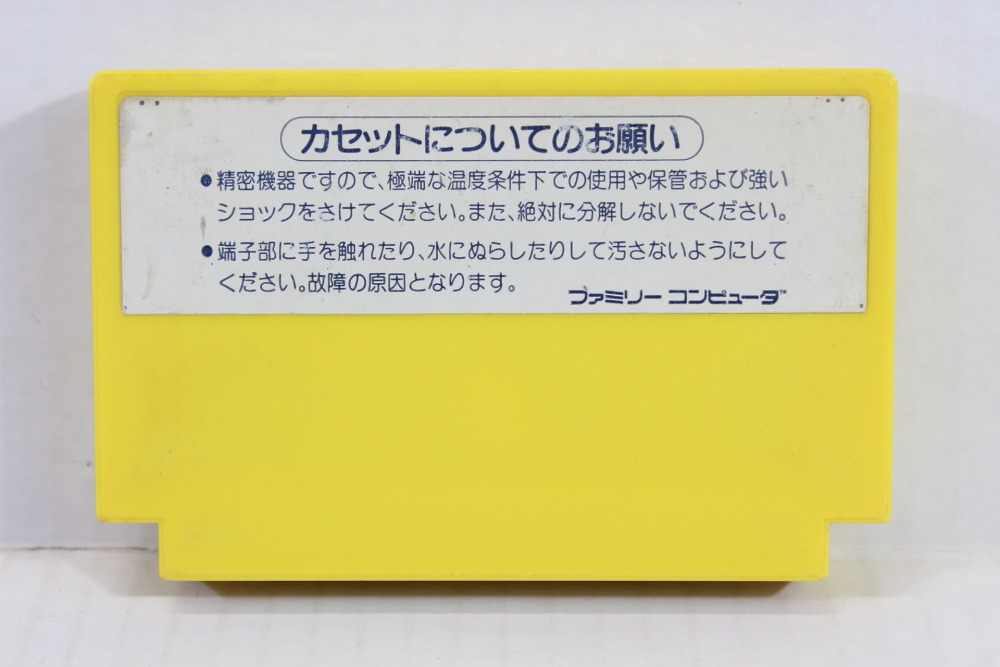 カセットについてのお願い
●精密機器ですので、極端な温度条件下での使用や保管および強い
ショックをさけてください。また、絶対に分解しないでください。
●端子部に手を触れたり、水にぬらしたりして汚さないようにして
ください。故障の原因となります。
ファミリー コンピュータ™